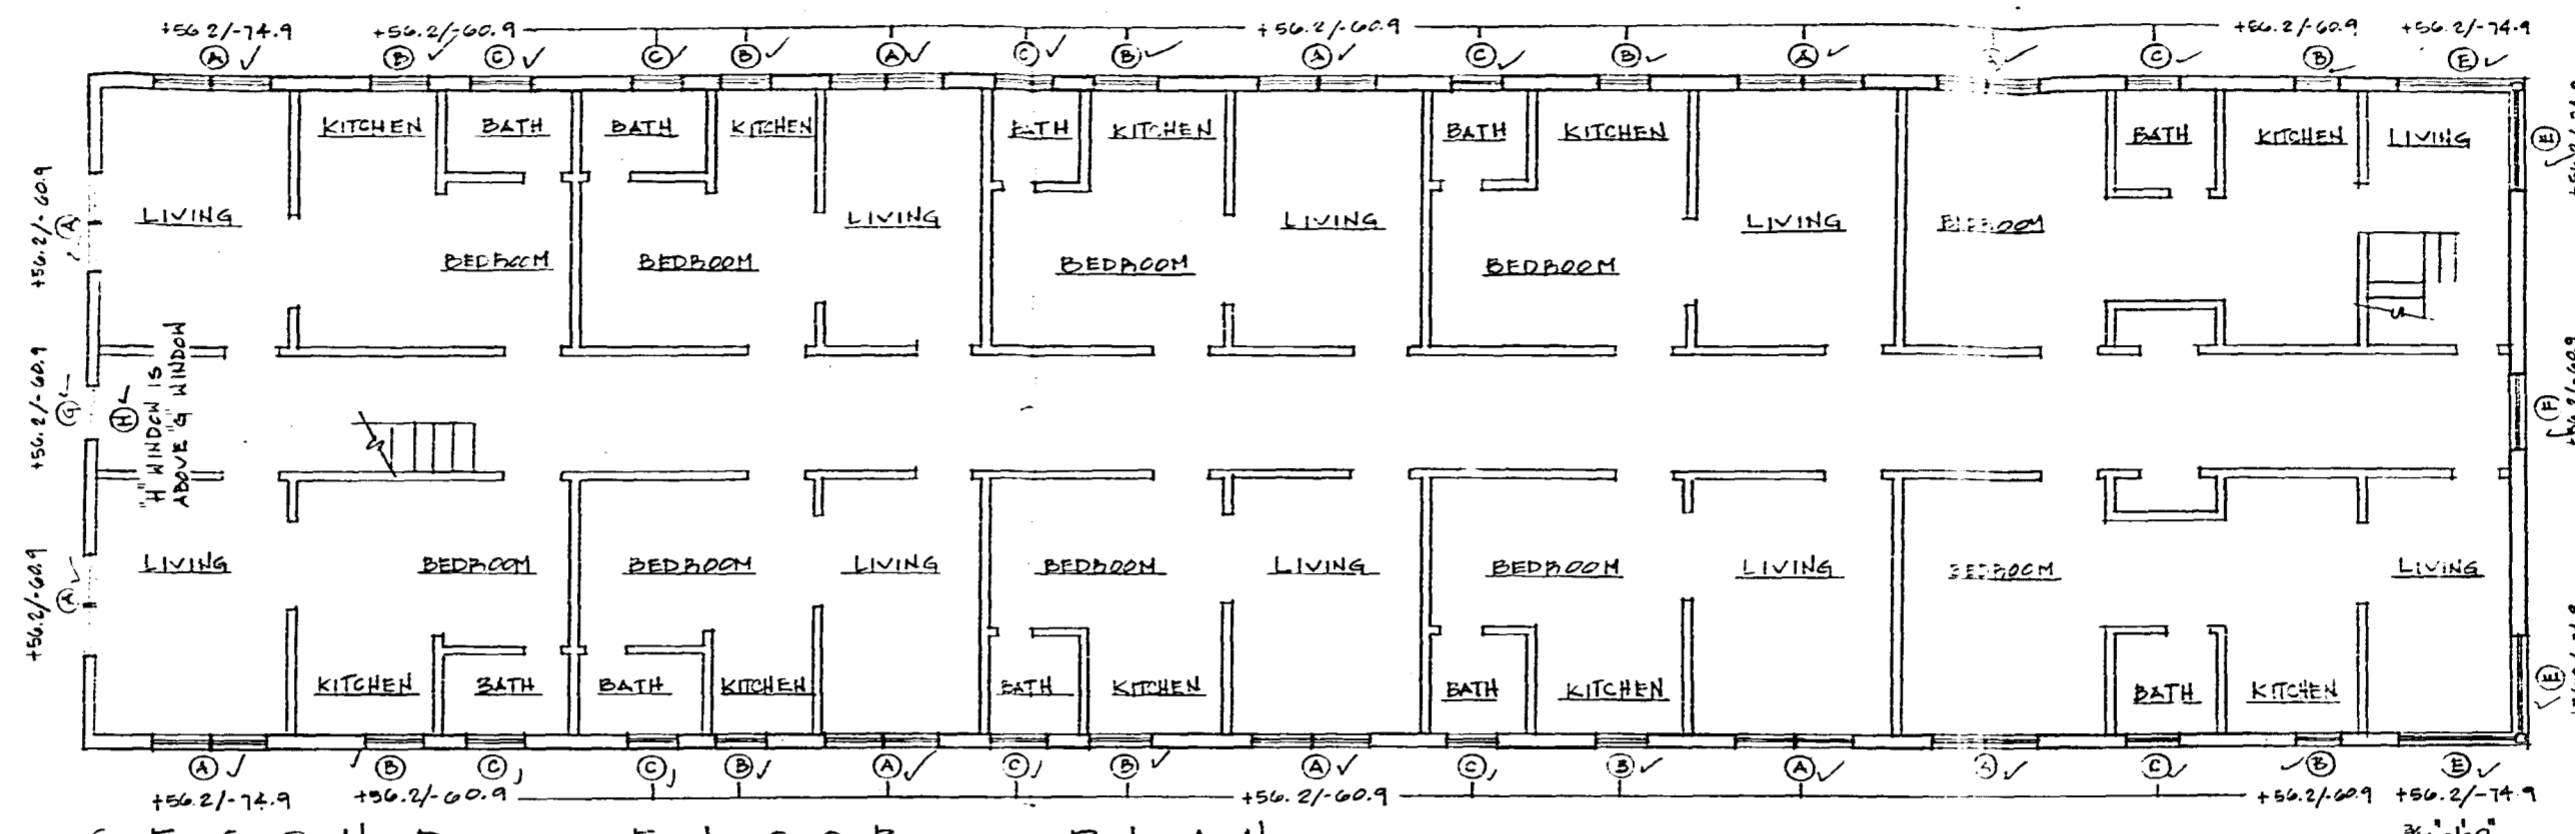 +56.2/-74.9 +56.2/-60.9 +56.2/-60.9 +56.2/-60.9 +56.2/-74.9
A B C C B A C B A C B A C B E
KITCHEN BATH BATH KITCHEN KITCHEN BATH KITCHEN BATH KITCHEN LIVING
E
LIVING LIVING LIVING LIVING
BEDROOM BEDROOM BEDROOM BEDROOM
+56.2/-60.9
A
+56.2/-60.9
G
H
"H" WINDOW IS
ABOVE "G" WINDOW
F
+56.2/-60.9
A
LIVING BEDROOM BEDROOM LIVING BEDROOM LIVING BEDROOM LIVING BEDROOM LIVING
KITCHEN BATH BATH KITCHEN BATH KITCHEN BATH KITCHEN BATH KITCHEN
E
A B C C B A C B A C B A C B E
+56.2/-74.9 +56.2/-60.9 +56.2/-60.9 +56.2/-60.9 +56.2/-74.9